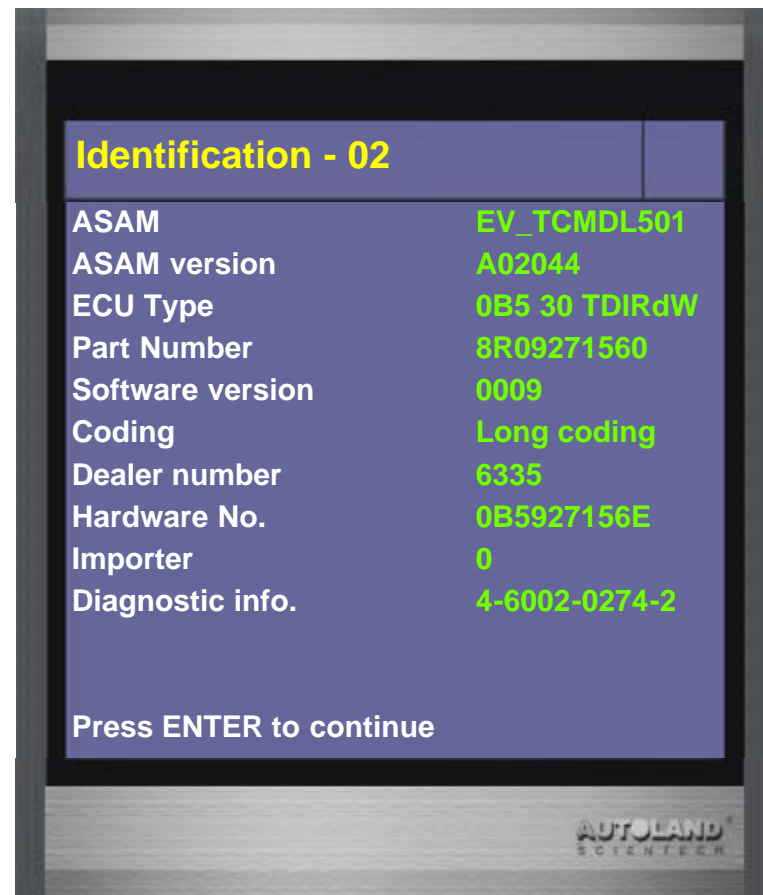 Identification - 02
ASAM EV_TCMDL501
ASAM version A02044
ECU Type 0B5 30 TDIRdW
Part Number 8R09271560
Software version 0009
Coding Long coding
Dealer number 6335
Hardware No. 0B5927156E
Importer 0
Diagnostic info. 4-6002-0274-2
Press ENTER to continue
AUTOLAND®
SCIENTECH